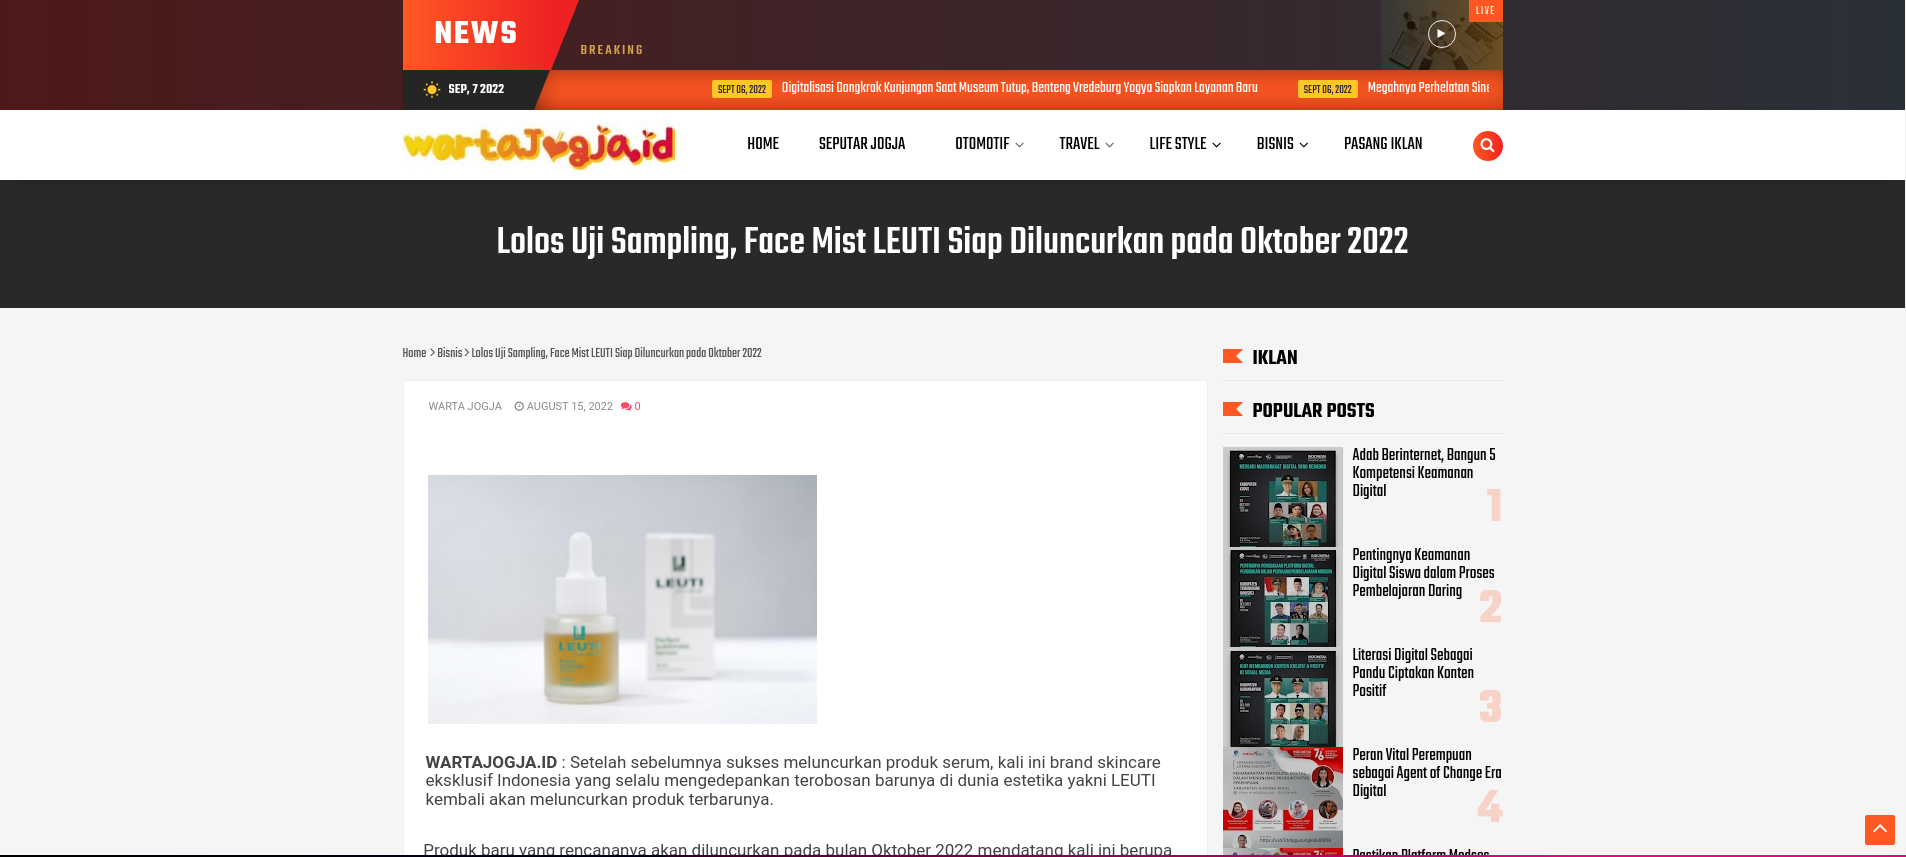 NEWS
BREAKING
LIVE
SEP, 7 2022
SEPT 06, 2022 Digitalisasi Dongkrak Kunjungan Saat Museum Tutup, Benteng Vredeburg Yogya Siapkan Layanan Baru
SEPT 06, 2022 Megahnya Perhelatan Sine
wartaJogja.id
HOME SEPUTAR JOGJA OTOMOTIF TRAVEL LIFE STYLE BISNIS PASANG IKLAN
Lolos Uji Sampling, Face Mist LEUTI Siap Diluncurkan pada Oktober 2022
Home > Bisnis > Lolos Uji Sampling, Face Mist LEUTI Siap Diluncurkan pada Oktober 2022
WARTA JOGJA AUGUST 15, 2022 0
LEUTI
LEUTI
WARTAJOGJA.ID : Setelah sebelumnya sukses meluncurkan produk serum, kali ini brand skincare
eksklusif Indonesia yang selalu mengedepankan terobosan barunya di dunia estetika yakni LEUTI
kembali akan meluncurkan produk terbarunya.
Produk baru yang rencananya akan diluncurkan pada bulan Oktober 2022 mendatang kali ini berupa
IKLAN
POPULAR POSTS
Adab Berinternet, Bangun 5
Kompetensi Keamanan
Digital
1
Pentingnya Keamanan
Digital Siswa dalam Proses
Pembelajaran Daring
2
Literasi Digital Sebagai
Pandu Ciptakan Konten
Positif
3
Peran Vital Perempuan
sebagai Agent of Change Era
Digital
4
Pastikan Platform Medsos